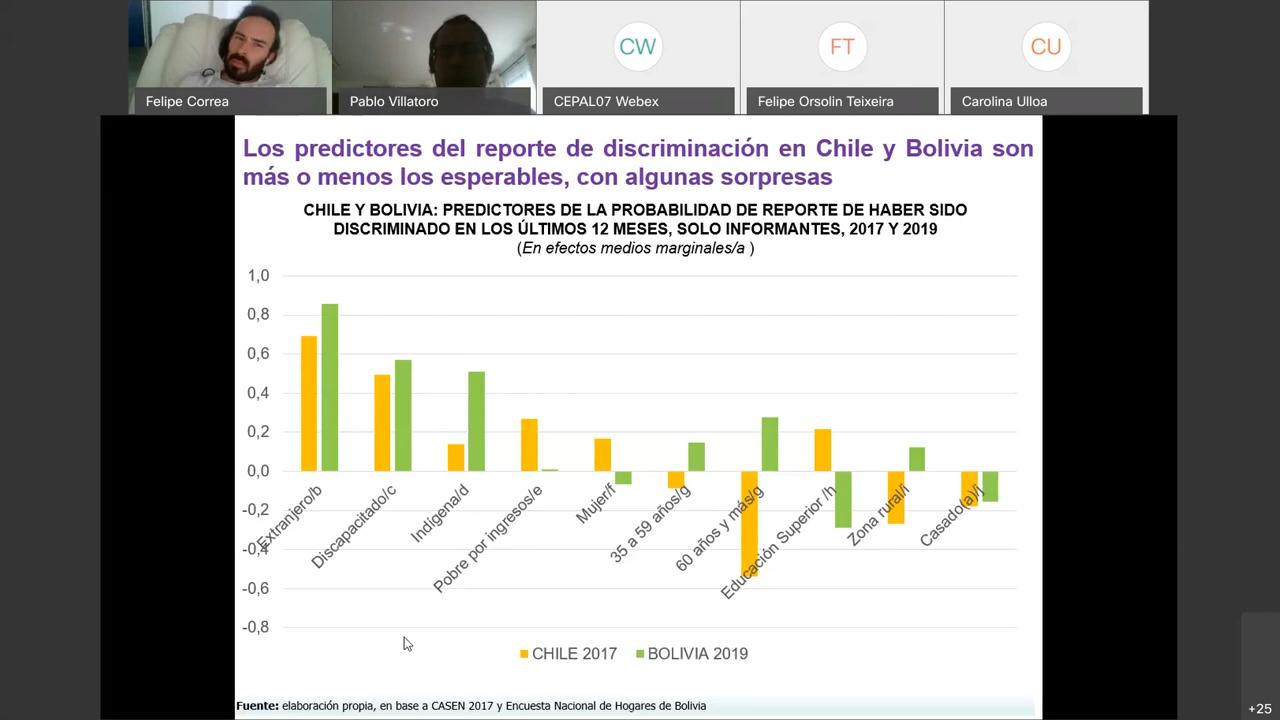 CW
FT
CU
Felipe Correa
Pablo Villatoro
CEPAL07 Webex
Felipe Orsolin Teixeira
Carolina Ulloa
Los predictores del reporte de discriminación en Chile y Bolivia son
más o menos los esperables, con algunas sorpresas
CHILE Y BOLIVIA: PREDICTORES DE LA PROBABILIDAD DE REPORTE DE HABER SIDO
DISCRIMINADO EN LOS ÚLTIMOS 12 MESES, SOLO INFORMANTES, 2017 Y 2019
(En efectos medios marginales/a )
1,0
0,8
0,6
0,4
0,2
0,0
-0,2
-0,4
-0,6
-0,8
Extranjero/b
Discapacitado/c
Indígena/d
Pobre por ingresos/e
Mujer/f
35 a 59 años/g
60 años y más/g
Educación Superior /h
Zona rural/i
Casado(a)/j
CHILE 2017
BOLIVIA 2019
Fuente: elaboración propia, en base a CASEN 2017 y Encuesta Nacional de Hogares de Bolivia
+25